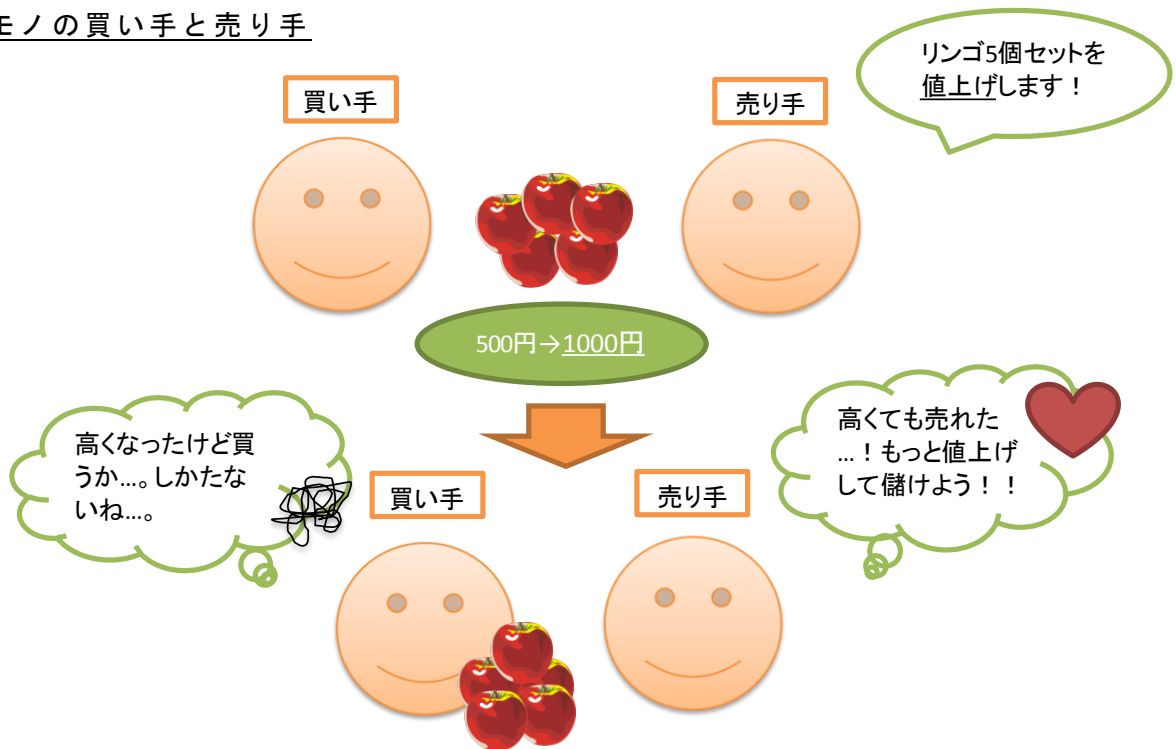 モノの買い手と売り手
リンゴ5個セットを
値上げします！
買い手
売り手
500円→1000円
高くなったけど買
うか…。しかたな
いね…。
高くても売れた
…！もっと値上げ
して儲けよう！！
買い手
売り手